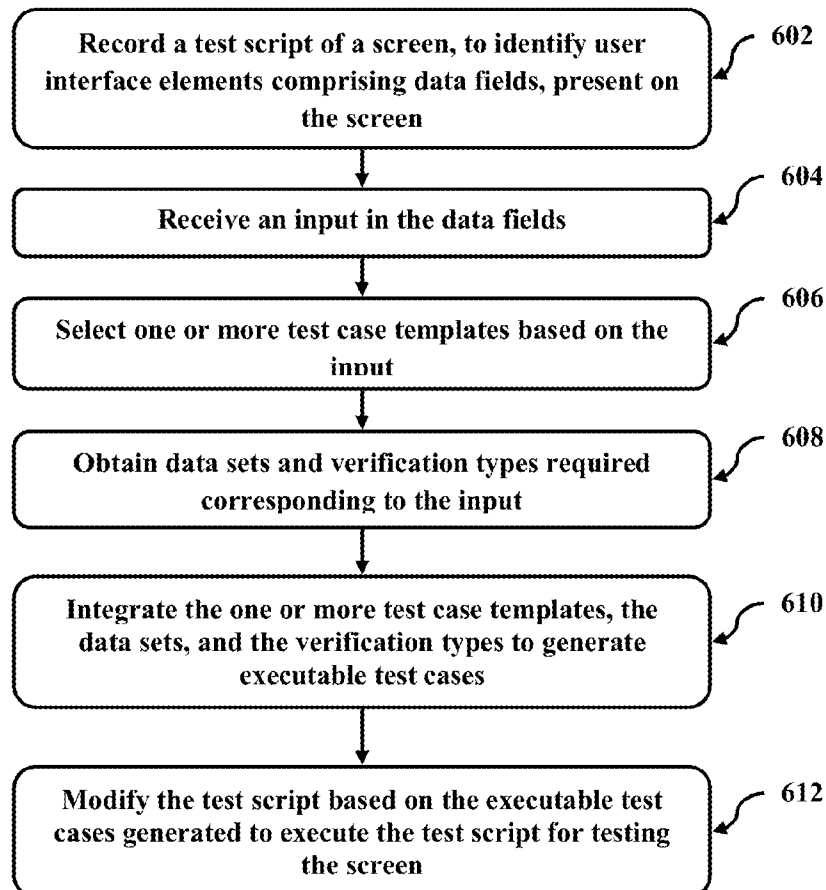 Record a test script of a screen, to identify user
602
interface elements comprising data fields, present on
the screen
604
Receive an input in the data fields
606
Select one or more test case templates based on the
input
608
Obtain data sets and verification types required
corresponding to the input
610
Integrate the one or more test case templates, the
data sets, and the verification types to generate
executable test cases
612
Modify the test script based on the executable test
cases generated to execute the test script for testing
the screen